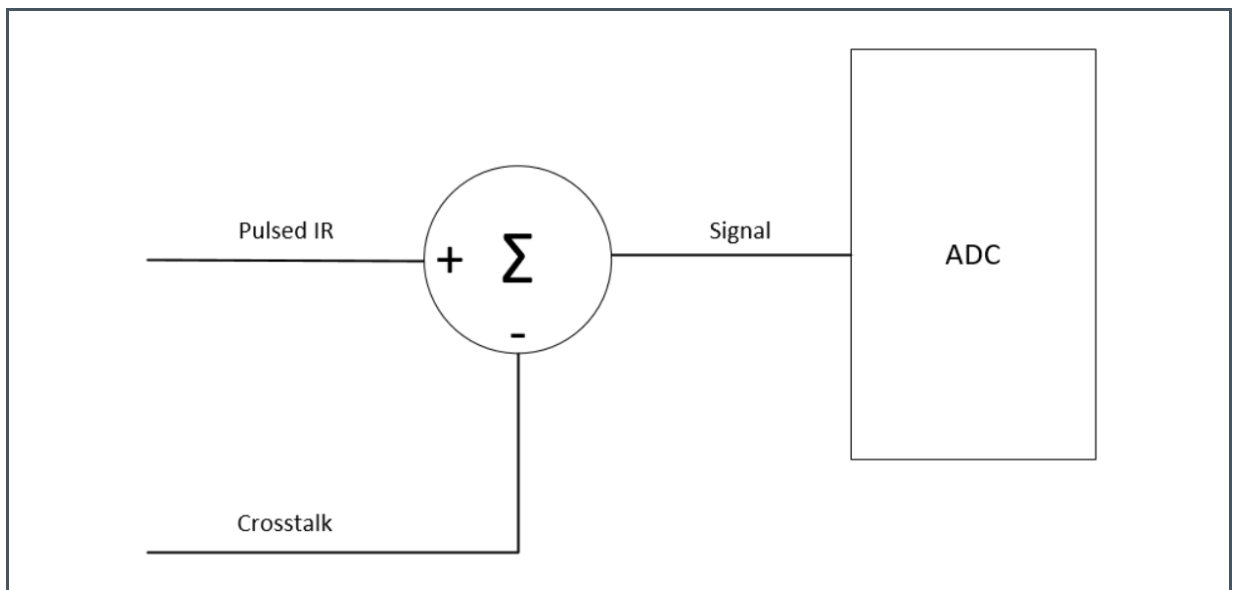 Pulsed IR
+ Σ
-
Signal
ADC
Crosstalk